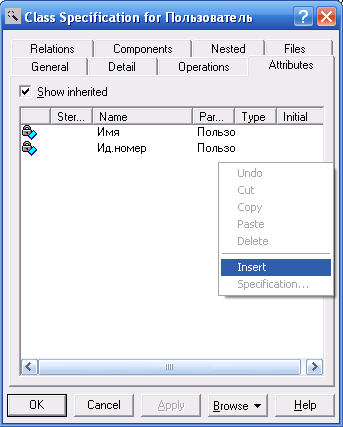 Class Specification for Пользователь
Relations Components Nested Files
General Detail Operations Attributes
Show inherited
Ster... Name Par... Type Initial
Имя Пользо
Ид.номер Пользо
Undo
Cut
Copy
Paste
Delete
Insert
Specification...
OK Cancel Apply Browse Help